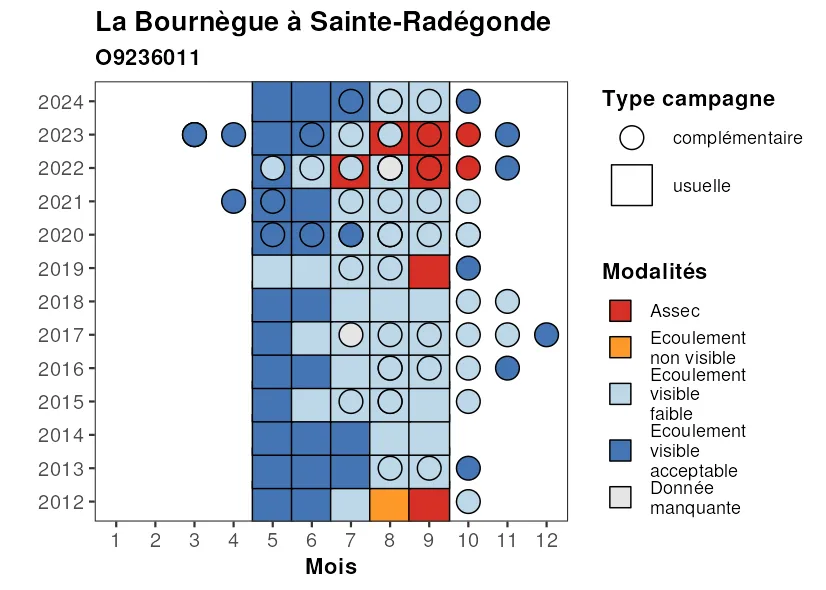 La Bournègue à Sainte-Radégonde
O9236011
2024
2023
2022
2021
2020
2019
2018
2017
2016
2015
2014
2013
2012
1 2 3 4 5 6 7 8 9 10 11 12
Mois
Type campagne
complémentaire
usuelle
Modalités
Assec
Ecoulement
non visible
Ecoulement
visible
faible
Ecoulement
visible
acceptable
Donnée
manquante